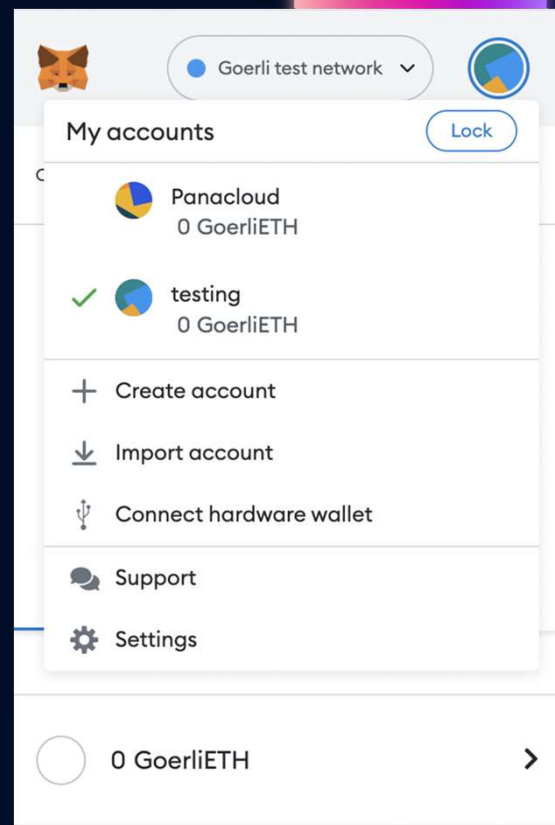 Goerli test network
My accounts
Lock
Panacloud
0 GoerliETH
testing
0 GoerliETH
Create account
Import account
Connect hardware wallet
Support
Settings
0 GoerliETH